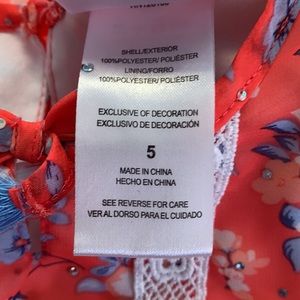 SHELL/EXTERIOR
100%POLYESTER/ POLIÉSTER
LINING/FORRO
100%POLYESTER/ POLIÉSTER
EXCLUSIVE OF DECORATION
EXCLUSIVO DE DECORACIÓN
5
MADE IN CHINA
HECHO EN CHINA
SEE REVERSE FOR CARE
VER AL DORSO PARA EL CUIDADO